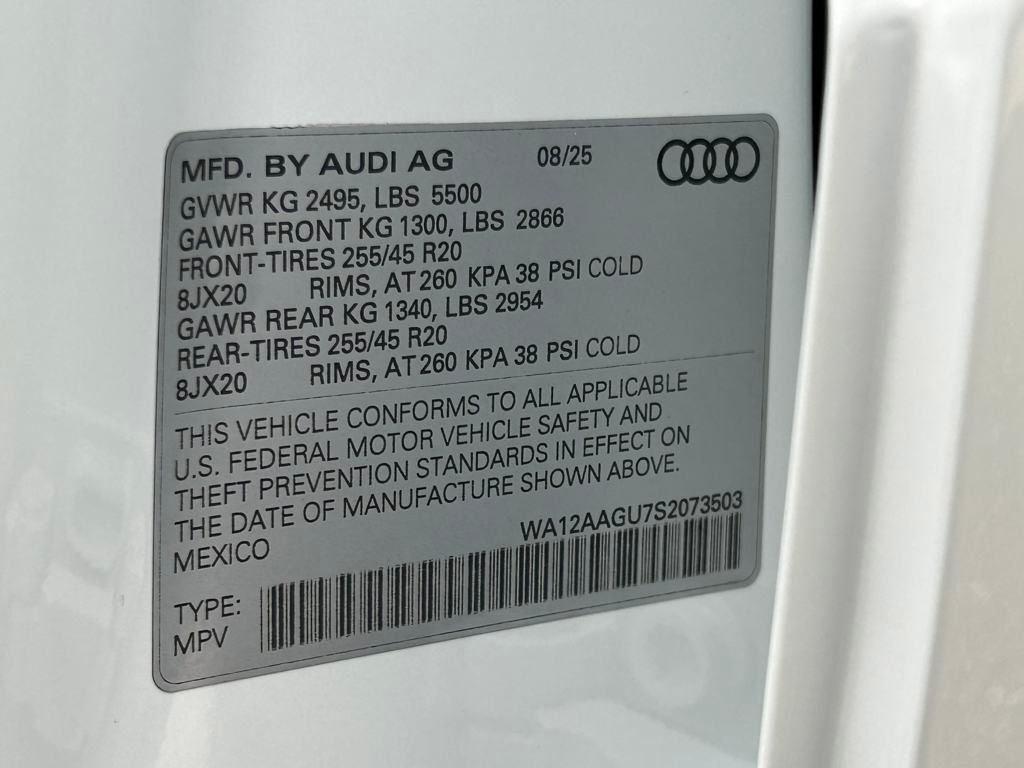 MFD. BY AUDI AG 08/25
GVWR KG 2495, LBS 5500
GAWR FRONT KG 1300, LBS 2866
FRONT-TIRES 255/45 R20
8JX20 RIMS, AT 260 KPA 38 PSI COLD
GAWR REAR KG 1340, LBS 2954
REAR-TIRES 255/45 R20
8JX20 RIMS, AT 260 KPA 38 PSI COLD
THIS VEHICLE CONFORMS TO ALL APPLICABLE
U.S. FEDERAL MOTOR VEHICLE SAFETY AND
THEFT PREVENTION STANDARDS IN EFFECT ON
THE DATE OF MANUFACTURE SHOWN ABOVE.
MEXICO WA12AAGU7S2073503
TYPE:
MPV